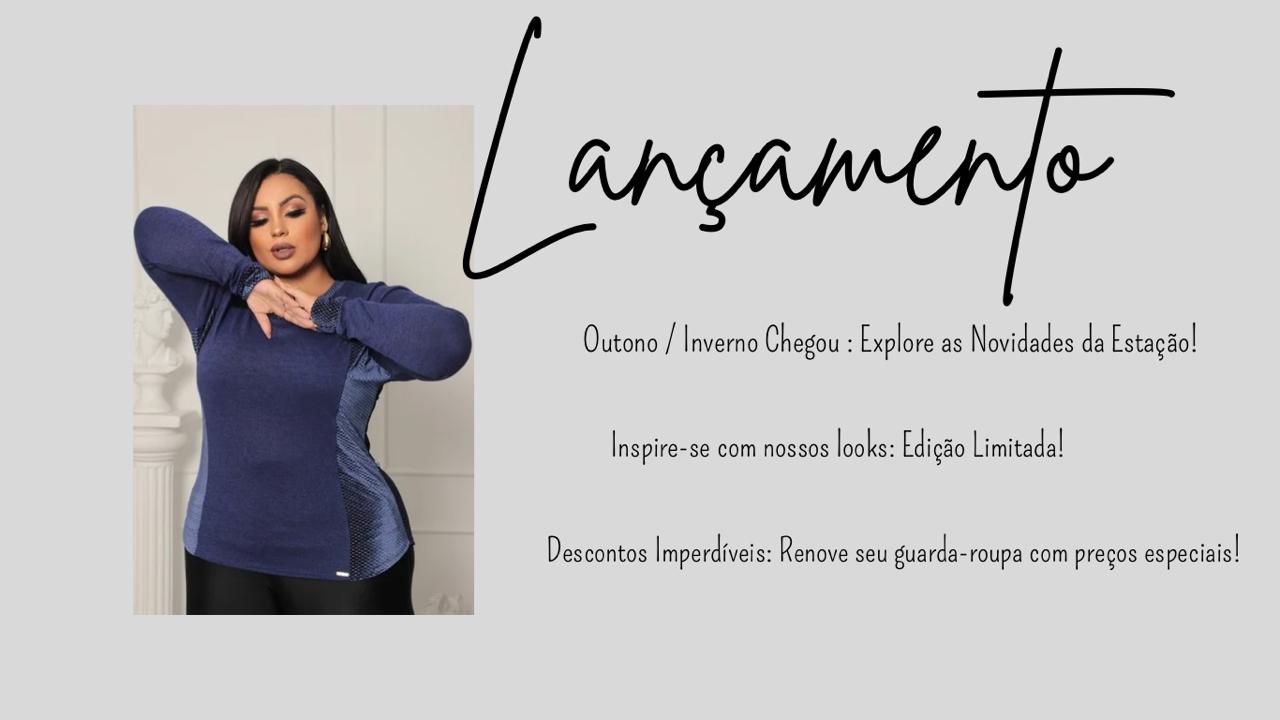 Lançamento
Outono / Inverno Chegou : Explore as Novidades da Estação!
Inspire-se com nossos looks: Edição Limitada!
Descontos Imperdíveis: Renove seu guarda-roupa com preços especiais!